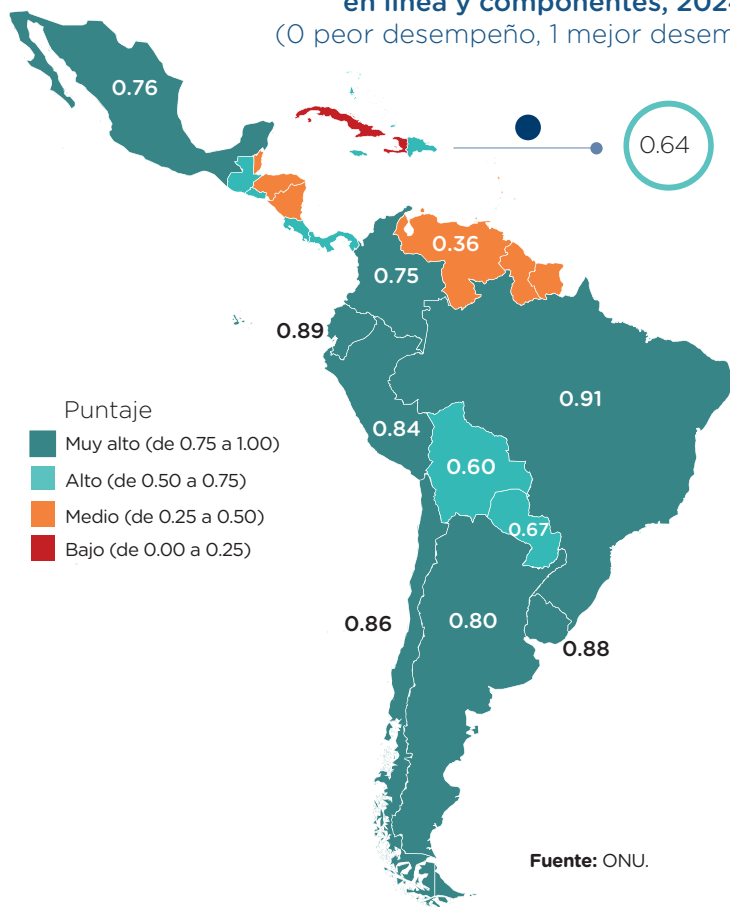 en línea y componentes, 202
(0 peor desempeño, 1 mejor desem
0.76
0.64
0.36
0.75
0.89
0.91
Puntaje
Muy alto (de 0.75 a 1.00)
Alto (de 0.50 a 0.75)
Medio (de 0.25 a 0.50)
Bajo (de 0.00 a 0.25)
0.84
0.60
0.67
0.86
0.80
0.88
Fuente: ONU.